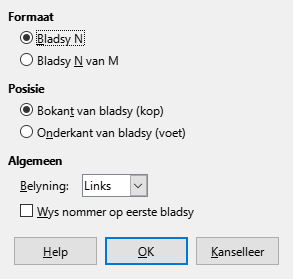 Formaat
Bladsy N
Bladsy N van M
Posisie
Bokant van bladsy (kop)
Onderkant van bladsy (voet)
Algemeen
Belyning: Links
Wys nommer op eerste bladsy
Help OK Kanselleer